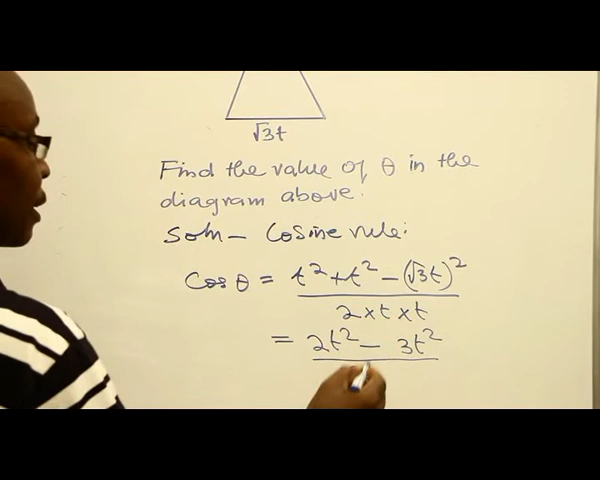 √3t
Find the value of θ in the
diagram above.
Soln - Cosine rule:
Cos θ = t² + t² - (√3t)²
2 × t × t
= 2t² - 3t²